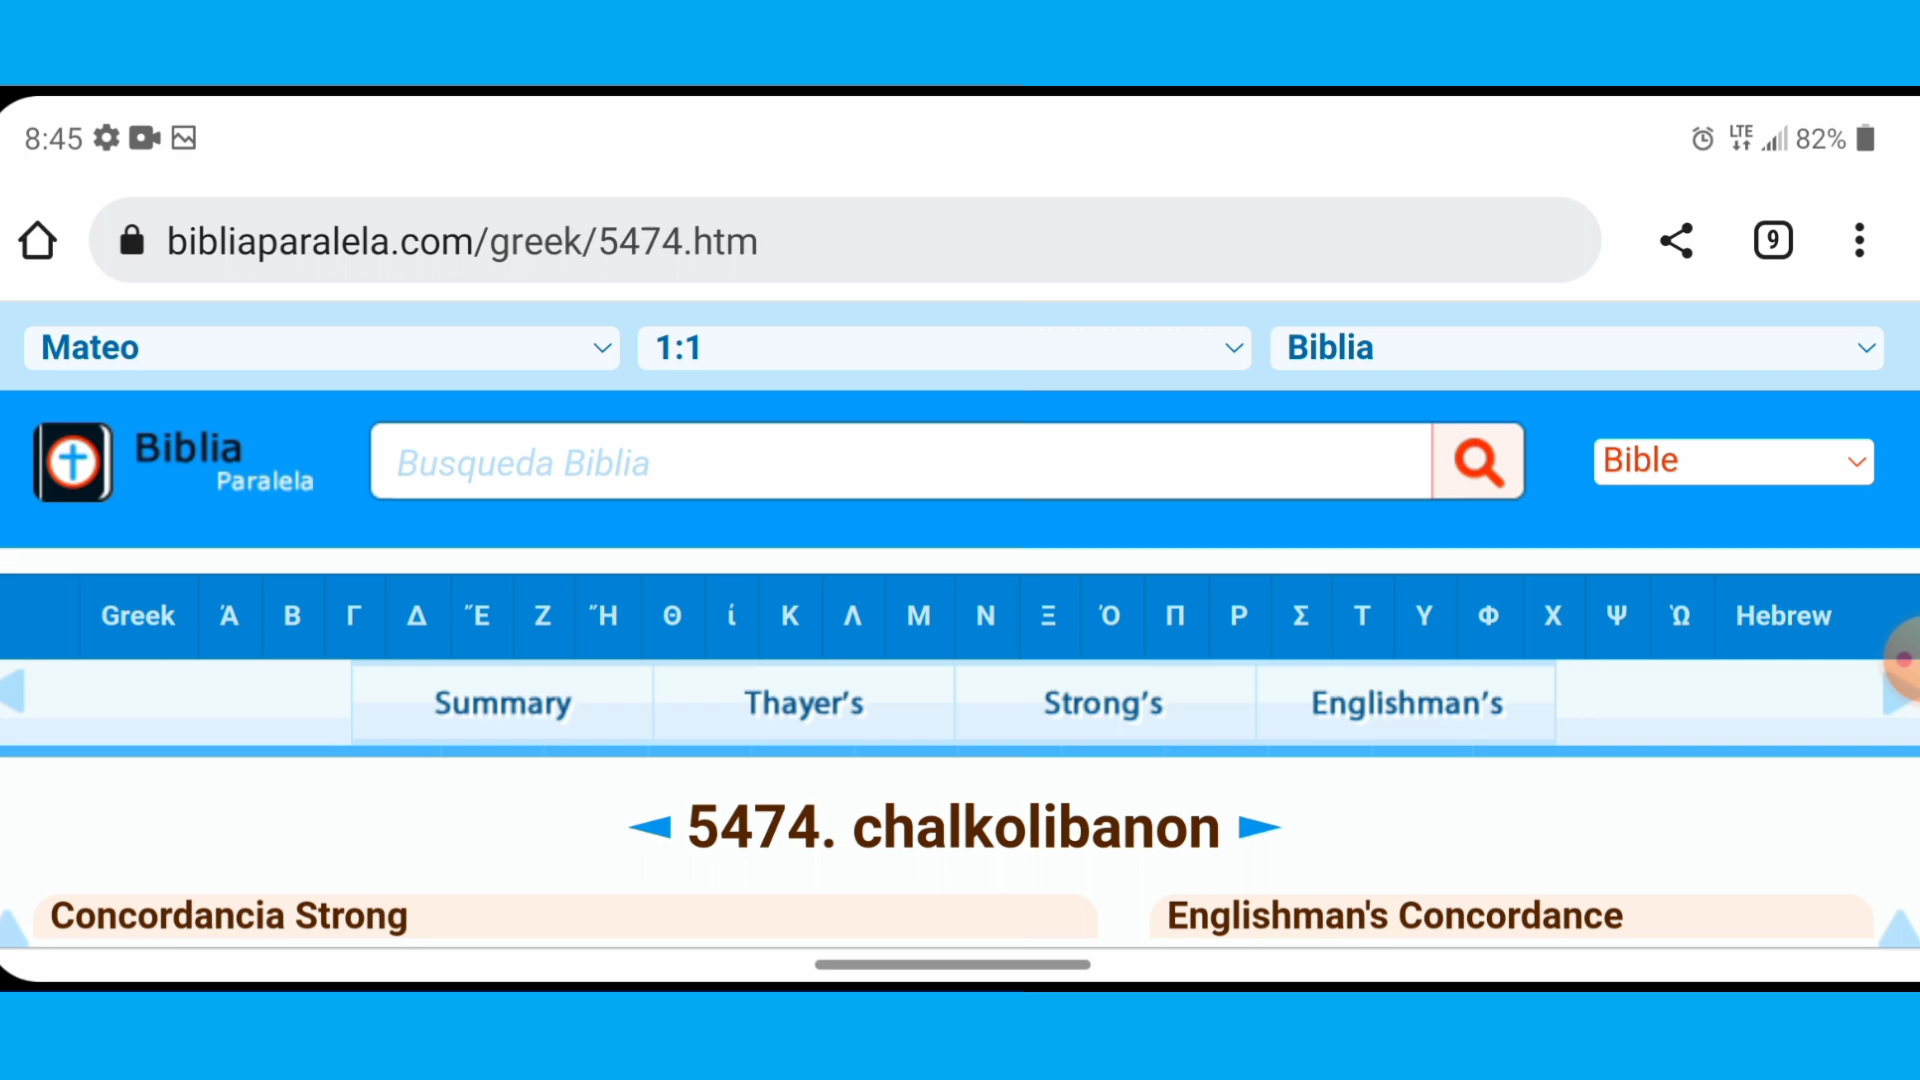 8:45 LTE 82%
bibliaparalela.com/greek/5474.htm 9
Mateo 1:1 Biblia
Biblia
Paralela
Busqueda Biblia
Bible
Greek Ά Β Γ Δ Ἔ Ζ Ἤ Θ ί Κ Λ Μ Ν Ξ Ὀ Π Ρ Σ Τ Υ Φ Χ Ψ Ὠ Hebrew
Summary Thayer's Strong's Englishman's
◄ 5474. chalkolibanon ►
Concordancia Strong
Englishman's Concordance